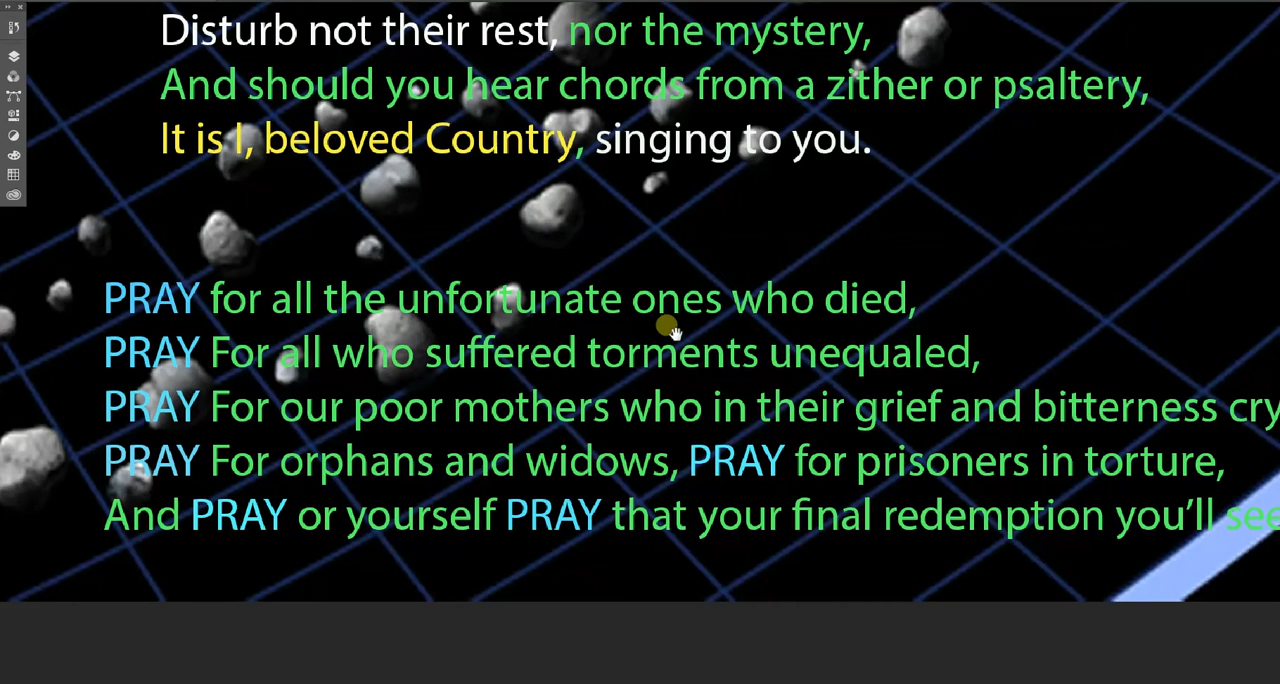 Disturb not their rest, nor the mystery,
And should you hear chords from a zither or psaltery,
It is I, beloved Country, singing to you.
PRAY for all the unfortunate ones who died,
PRAY For all who suffered torments unequaled,
PRAY For our poor mothers who in their grief and bitterness cry
PRAY For orphans and widows, PRAY for prisoners in torture,
And PRAY or yourself PRAY that your final redemption you’ll see